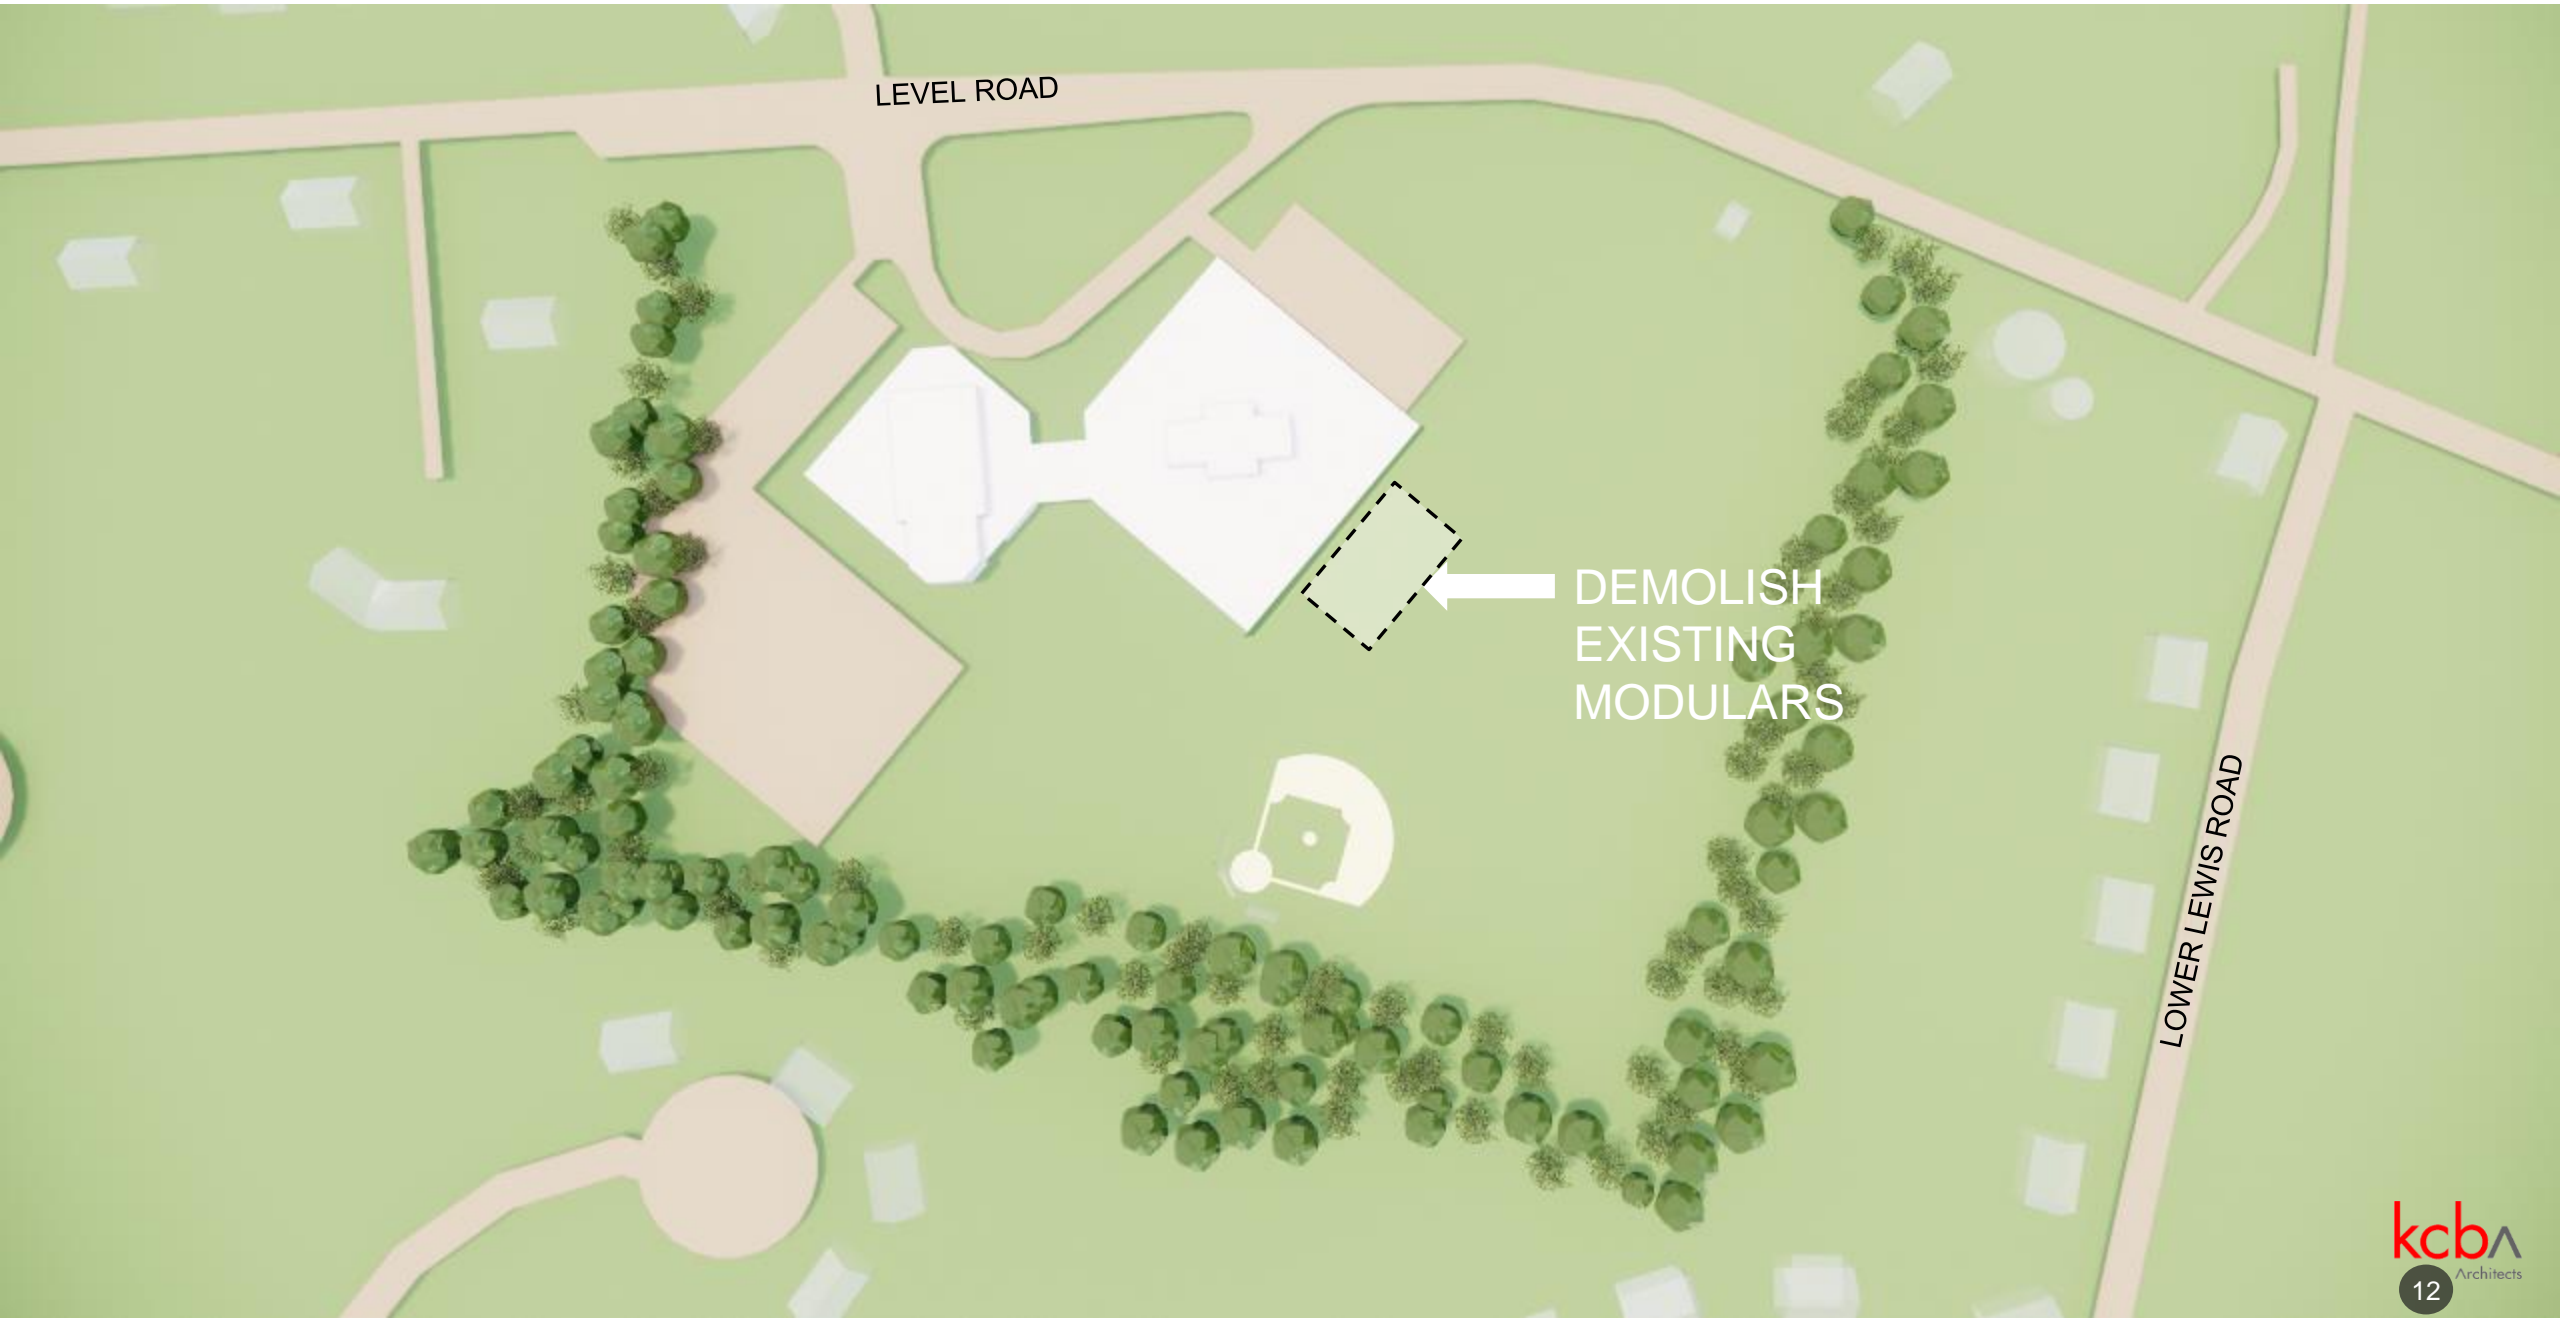 LEVEL ROAD
DEMOLISH
EXISTING
MODULARS
LOWER LEWIS ROAD
kcba
Architects
12